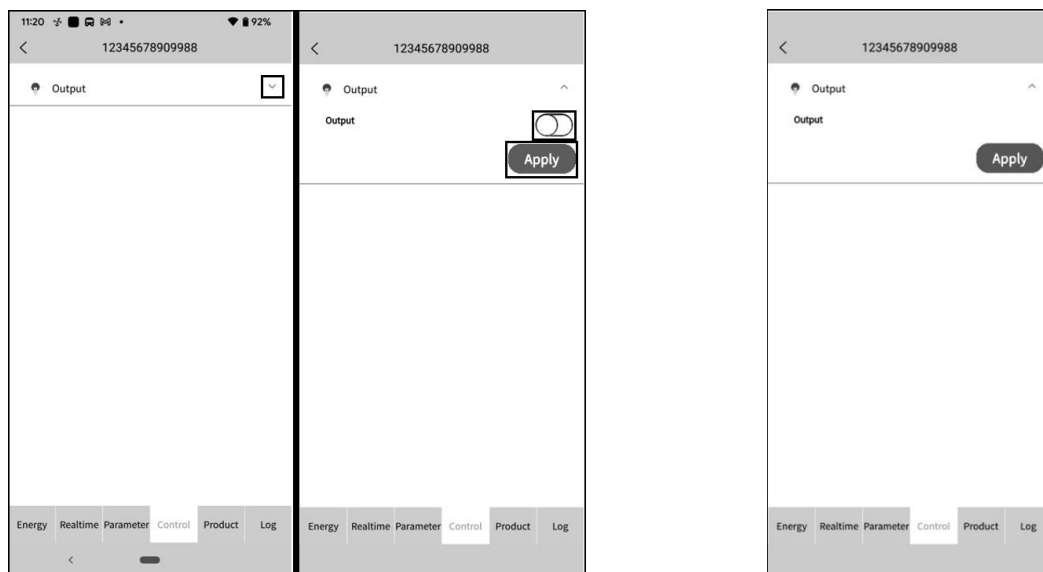 11:20 92%
12345678909988
Output
Energy Realtime Parameter Control Product Log
12345678909988
Output
Output
Apply
Energy Realtime Parameter Control Product Log
12345678909988
Output
Output
Apply
Energy Realtime Parameter Control Product Log